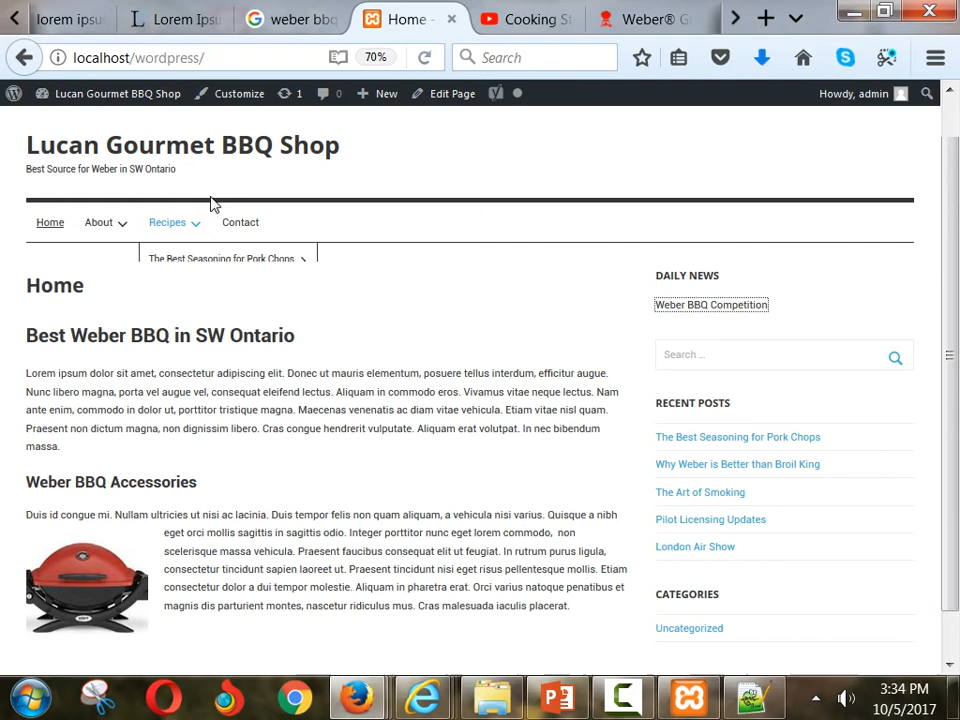 lorem ipsum
Lorem Ipsu
weber bbq
Home -
Cooking St
Weber® G
localhost/wordpress/
70%
Search
Lucan Gourmet BBQ Shop
Customize
1
0
New
Edit Page
Howdy, admin
Lucan Gourmet BBQ Shop
Best Source for Weber in SW Ontario
Home
About
Recipes
Contact
The Best Seasoning for Pork Chops
Home
Best Weber BBQ in SW Ontario
Lorem ipsum dolor sit amet, consectetur adipiscing elit. Donec ut mauris elementum, posuere tellus interdum, efficitur augue.
Nunc libero magna, porta vel augue vel, consequat eleifend lectus. Aliquam in commodo eros. Vivamus vitae neque lectus. Nam
ante enim, commodo in dolor ut, porttitor tristique magna. Maecenas venenatis ac diam vitae vehicula. Etiam vitae nisl quam.
Praesent non dictum magna, non dignissim libero. Cras congue hendrerit vulputate. Aliquam erat volutpat. In nec bibendum
massa.
Weber BBQ Accessories
Duis id congue mi. Nullam ultricies ut nisi ac lacinia. Duis tempor felis non quam aliquam, a vehicula nisi varius. Quisque a nibh
eget orci mollis sagittis in sagittis odio. Integer porttitor nunc eget lorem commodo, non
scelerisque massa vehicula. Praesent faucibus consequat elit ut feugiat. In rutrum purus ligula,
consectetur tincidunt sapien laoreet ut. Praesent tincidunt nisi eget risus pellentesque mollis. Etiam
consectetur dolor a dui tempor molestie. Aliquam in pharetra erat. Orci varius natoque penatibus et
magnis dis parturient montes, nascetur ridiculus mus. Cras malesuada iaculis placerat.
DAILY NEWS
Weber BBQ Competition
Search ...
RECENT POSTS
The Best Seasoning for Pork Chops
Why Weber is Better than Broil King
The Art of Smoking
Pilot Licensing Updates
London Air Show
CATEGORIES
Uncategorized
3:34 PM
10/5/2017